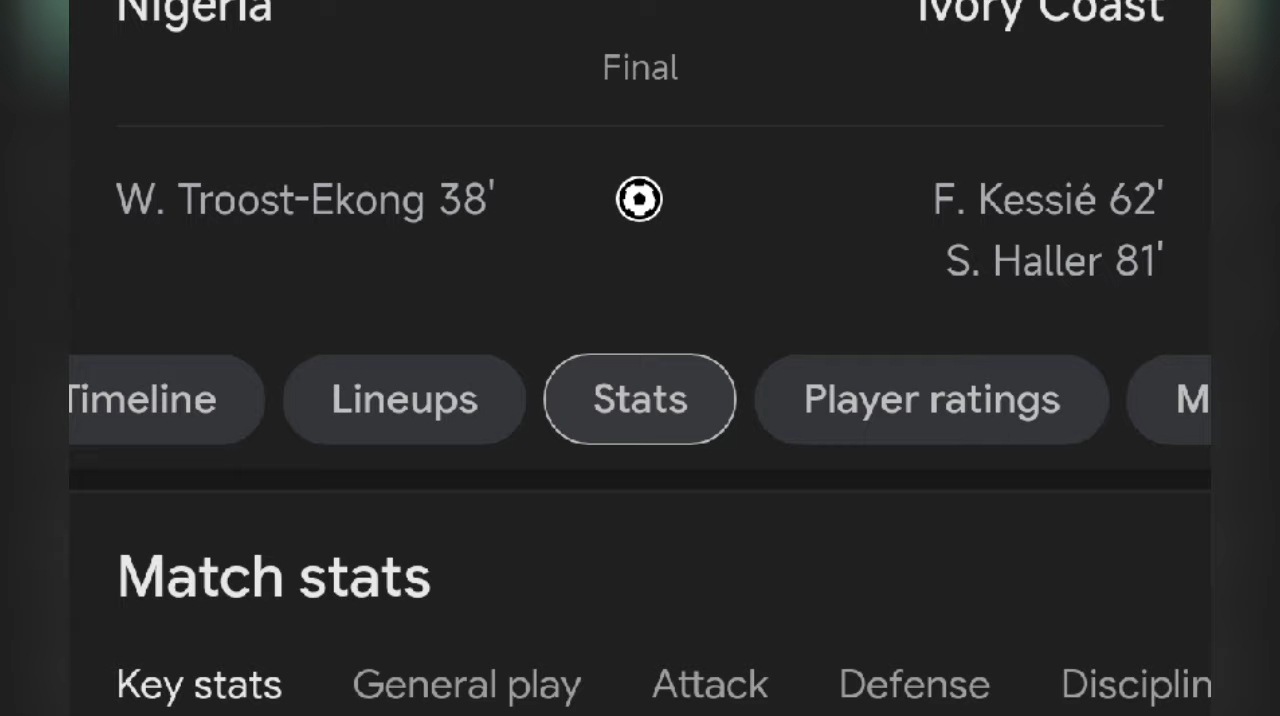 Nigeria
Ivory Coast
Final
W. Troost-Ekong 38'
F. Kessié 62'
S. Haller 81'
Timeline
Lineups
Stats
Player ratings
M
Match stats
Key stats
General play
Attack
Defense
Disciplin